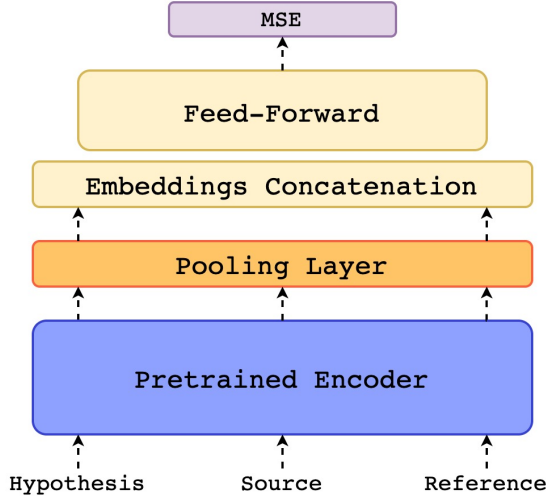 MSE
Feed-Forward
Embeddings Concatenation
Pooling Layer
Pretrained Encoder
Hypothesis Source Reference